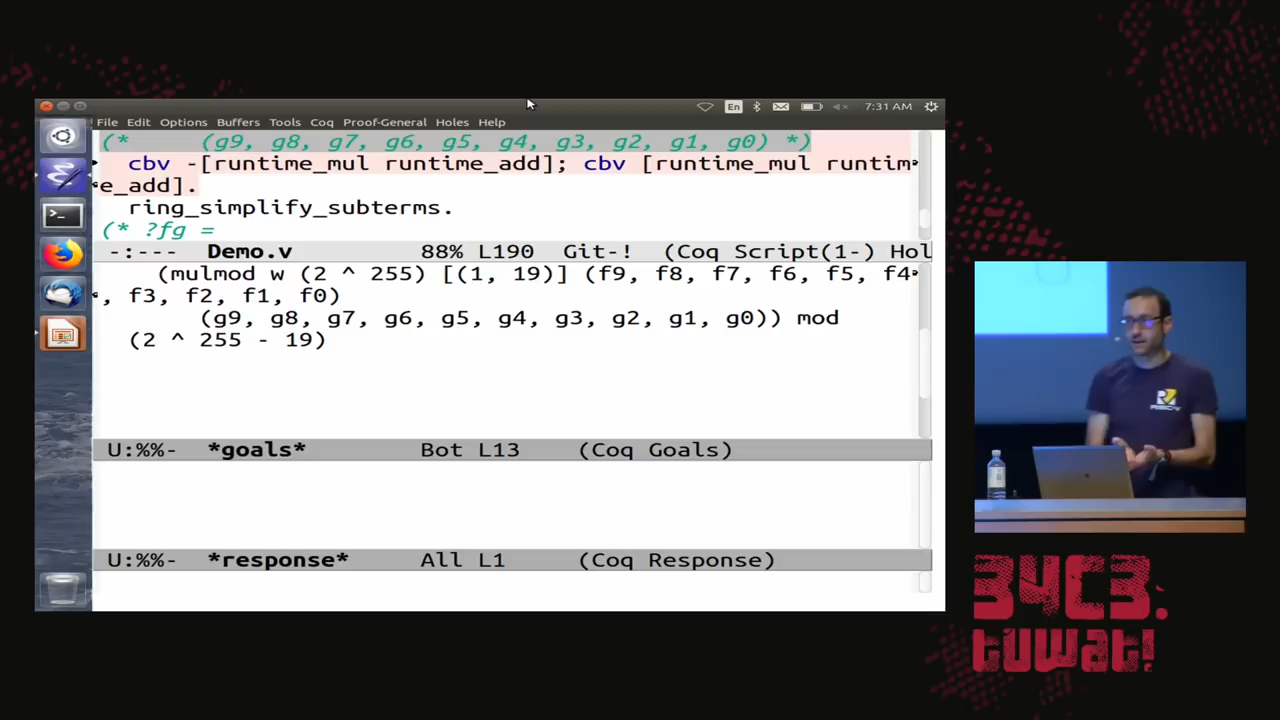 7:31 AM
En
File Edit Options Buffers Tools Coq Proof-General Holes Help
(* (g9, g8, g7, g6, g5, g4, g3, g2, g1, g0) *)
cbv -[runtime_mul runtime_add]; cbv [runtime_mul runtim
e_add].
ring_simplify_subterms.
(* ?fg =
-:--- Demo.v 88% L190 Git-! (Coq Script(1-) Hol
(mulmod w (2 ^ 255) [(1, 19)] (f9, f8, f7, f6, f5, f4
, f3, f2, f1, f0)
(g9, g8, g7, g6, g5, g4, g3, g2, g1, g0)) mod
(2 ^ 255 - 19)
U:%%- *goals* Bot L13 (Coq Goals)
U:%%- *response* All L1 (Coq Response)
34C3.
tuwat!